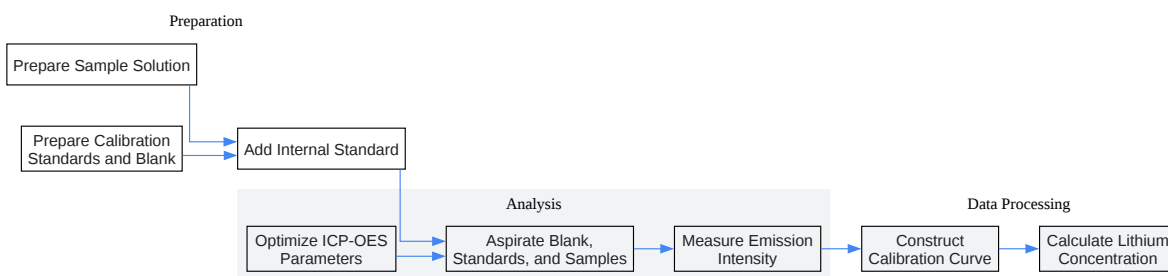 Preparation
Prepare Sample Solution
Prepare Calibration
Standards and Blank
Add Internal Standard
Analysis
Optimize ICP-OES
Parameters
Aspirate Blank,
Standards, and Samples
Measure Emission
Intensity
Data Processing
Construct
Calibration Curve
Calculate Lithium
Concentration